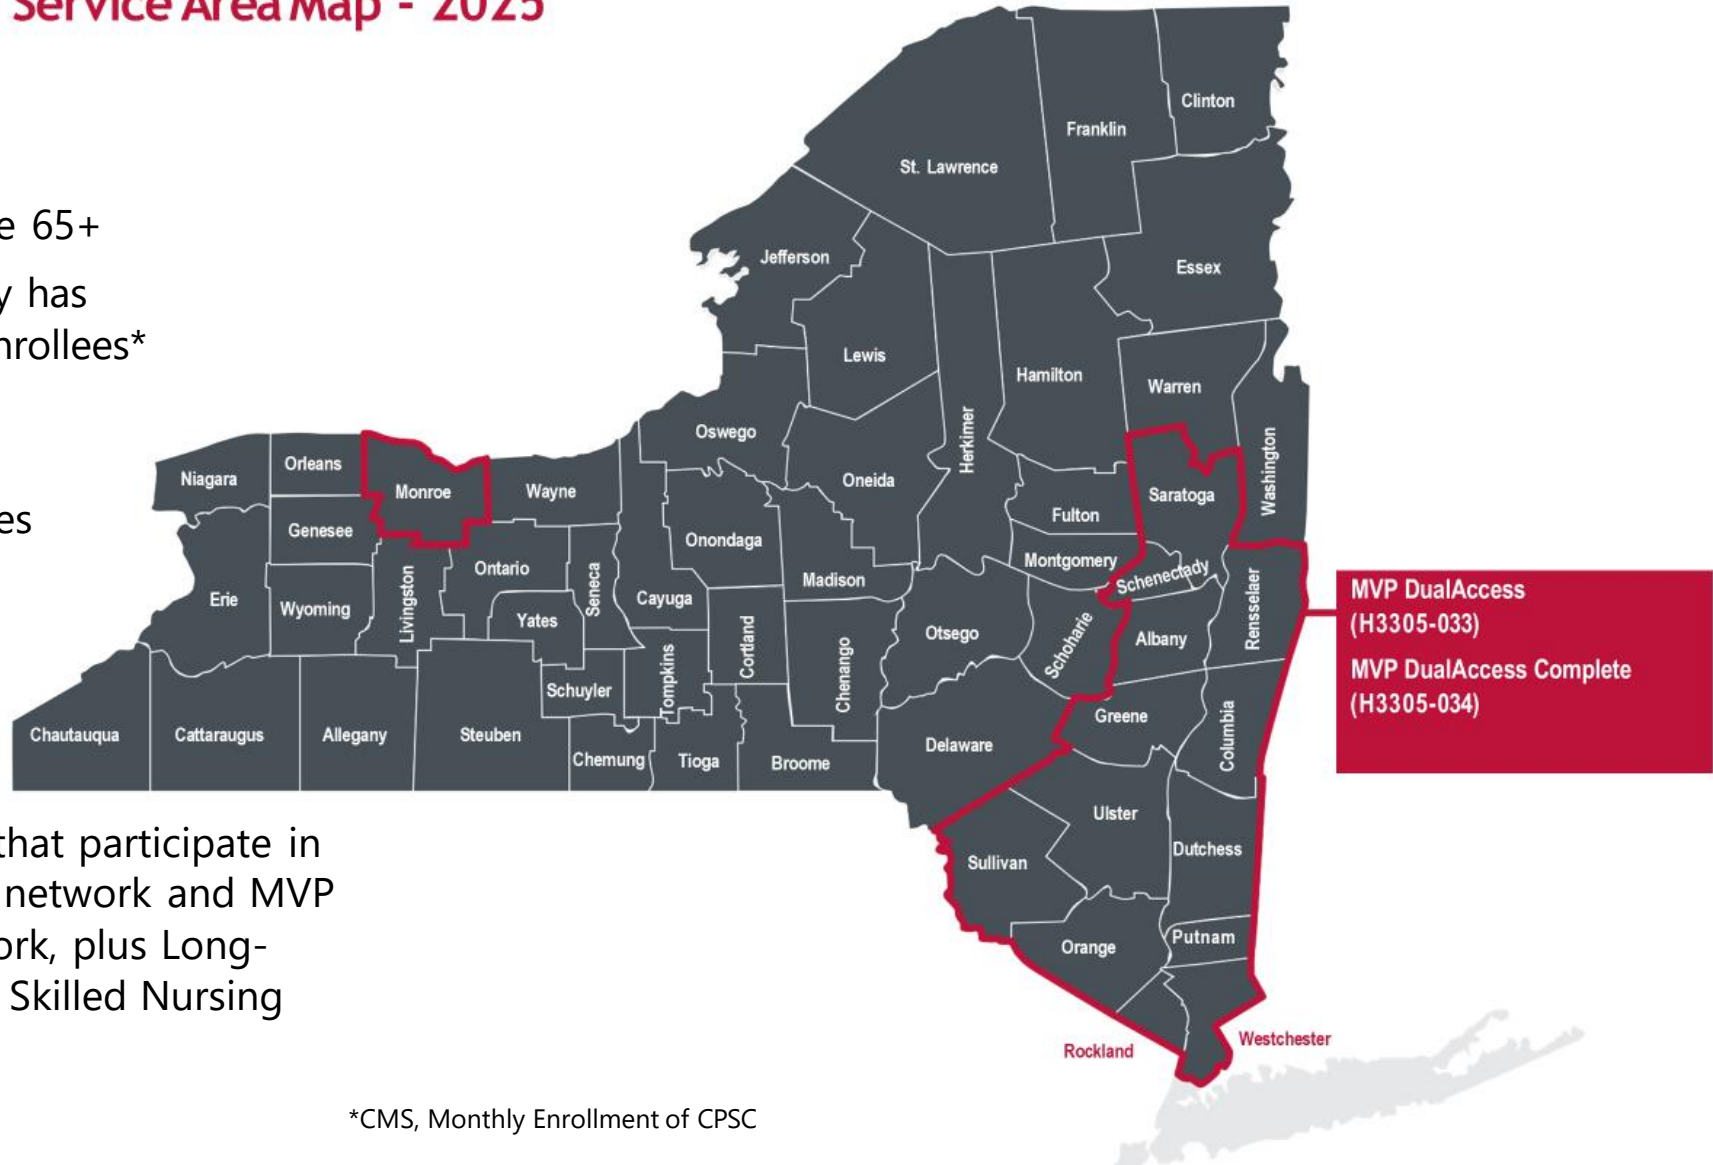 Service Area Map - 2025
e 65+
y has
nrollees*
es
that participate in
network and MVP
ork, plus Long-
Skilled Nursing
Clinton
Franklin
St. Lawrence
Jefferson
Essex
Lewis
Hamilton
Warren
Oswego
Herkimer
Washington
Niagara
Orleans
Monroe
Wayne
Oneida
Saratoga
Genesee
Fulton
Onondaga
Montgomery
Ontario
Seneca
Madison
Schenectady
Erie
Wyoming
Livingston
Yates
Cayuga
Otsego
Schoharie
Albany
Rensselaer
Cortland
Chenango
Tompkins
Schuyler
Greene
Columbia
Chautauqua
Cattaraugus
Allegany
Steuben
Chemung
Tioga
Broome
Delaware
Ulster
Sullivan
Dutchess
Orange
Putnam
Rockland
Westchester
MVP DualAccess
(H3305-033)
MVP DualAccess Complete
(H3305-034)
*CMS, Monthly Enrollment of CPSC